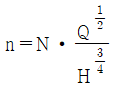 n = N · Q^{1/2} / H^{3/4}